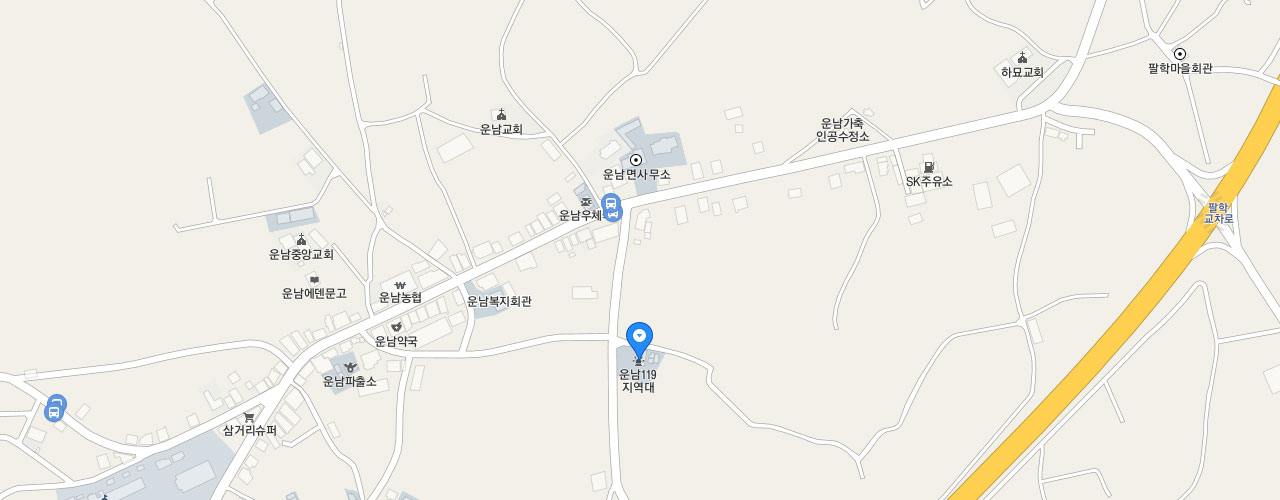 하묘교회
팔학마을회관
운남교회
운남가축
인공수정소
운남면사무소
SK주유소
운남우체
팔학
교차로
운남중앙교회
운남에덴문고
운남농협
운남복지회관
운남약국
운남파출소
운남119
지역대
삼거리슈퍼